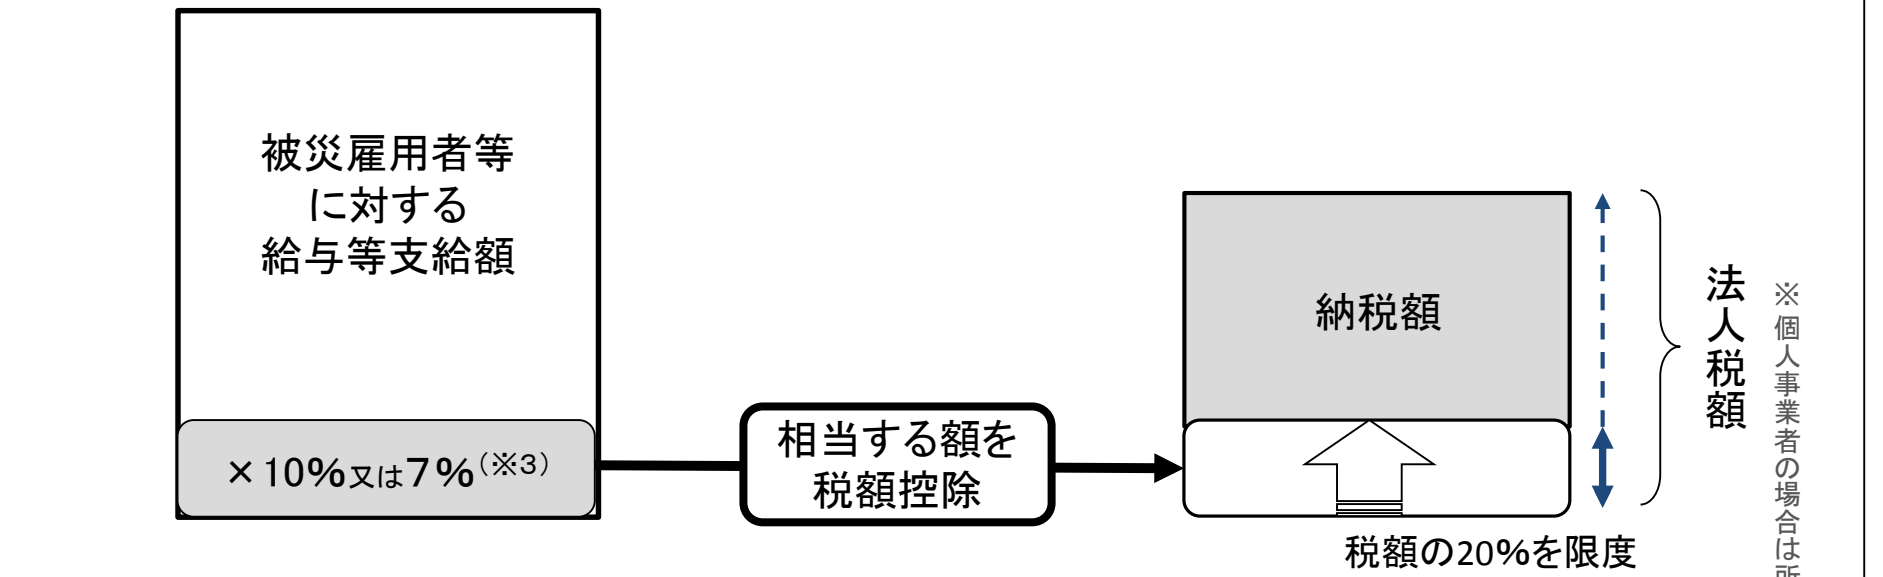 被災雇用者等
に対する
給与等支給額
×10%又は7%(※3)
相当する額を
税額控除
納税額
税額の20%を限度
法人税額
※個人事業者の場合は